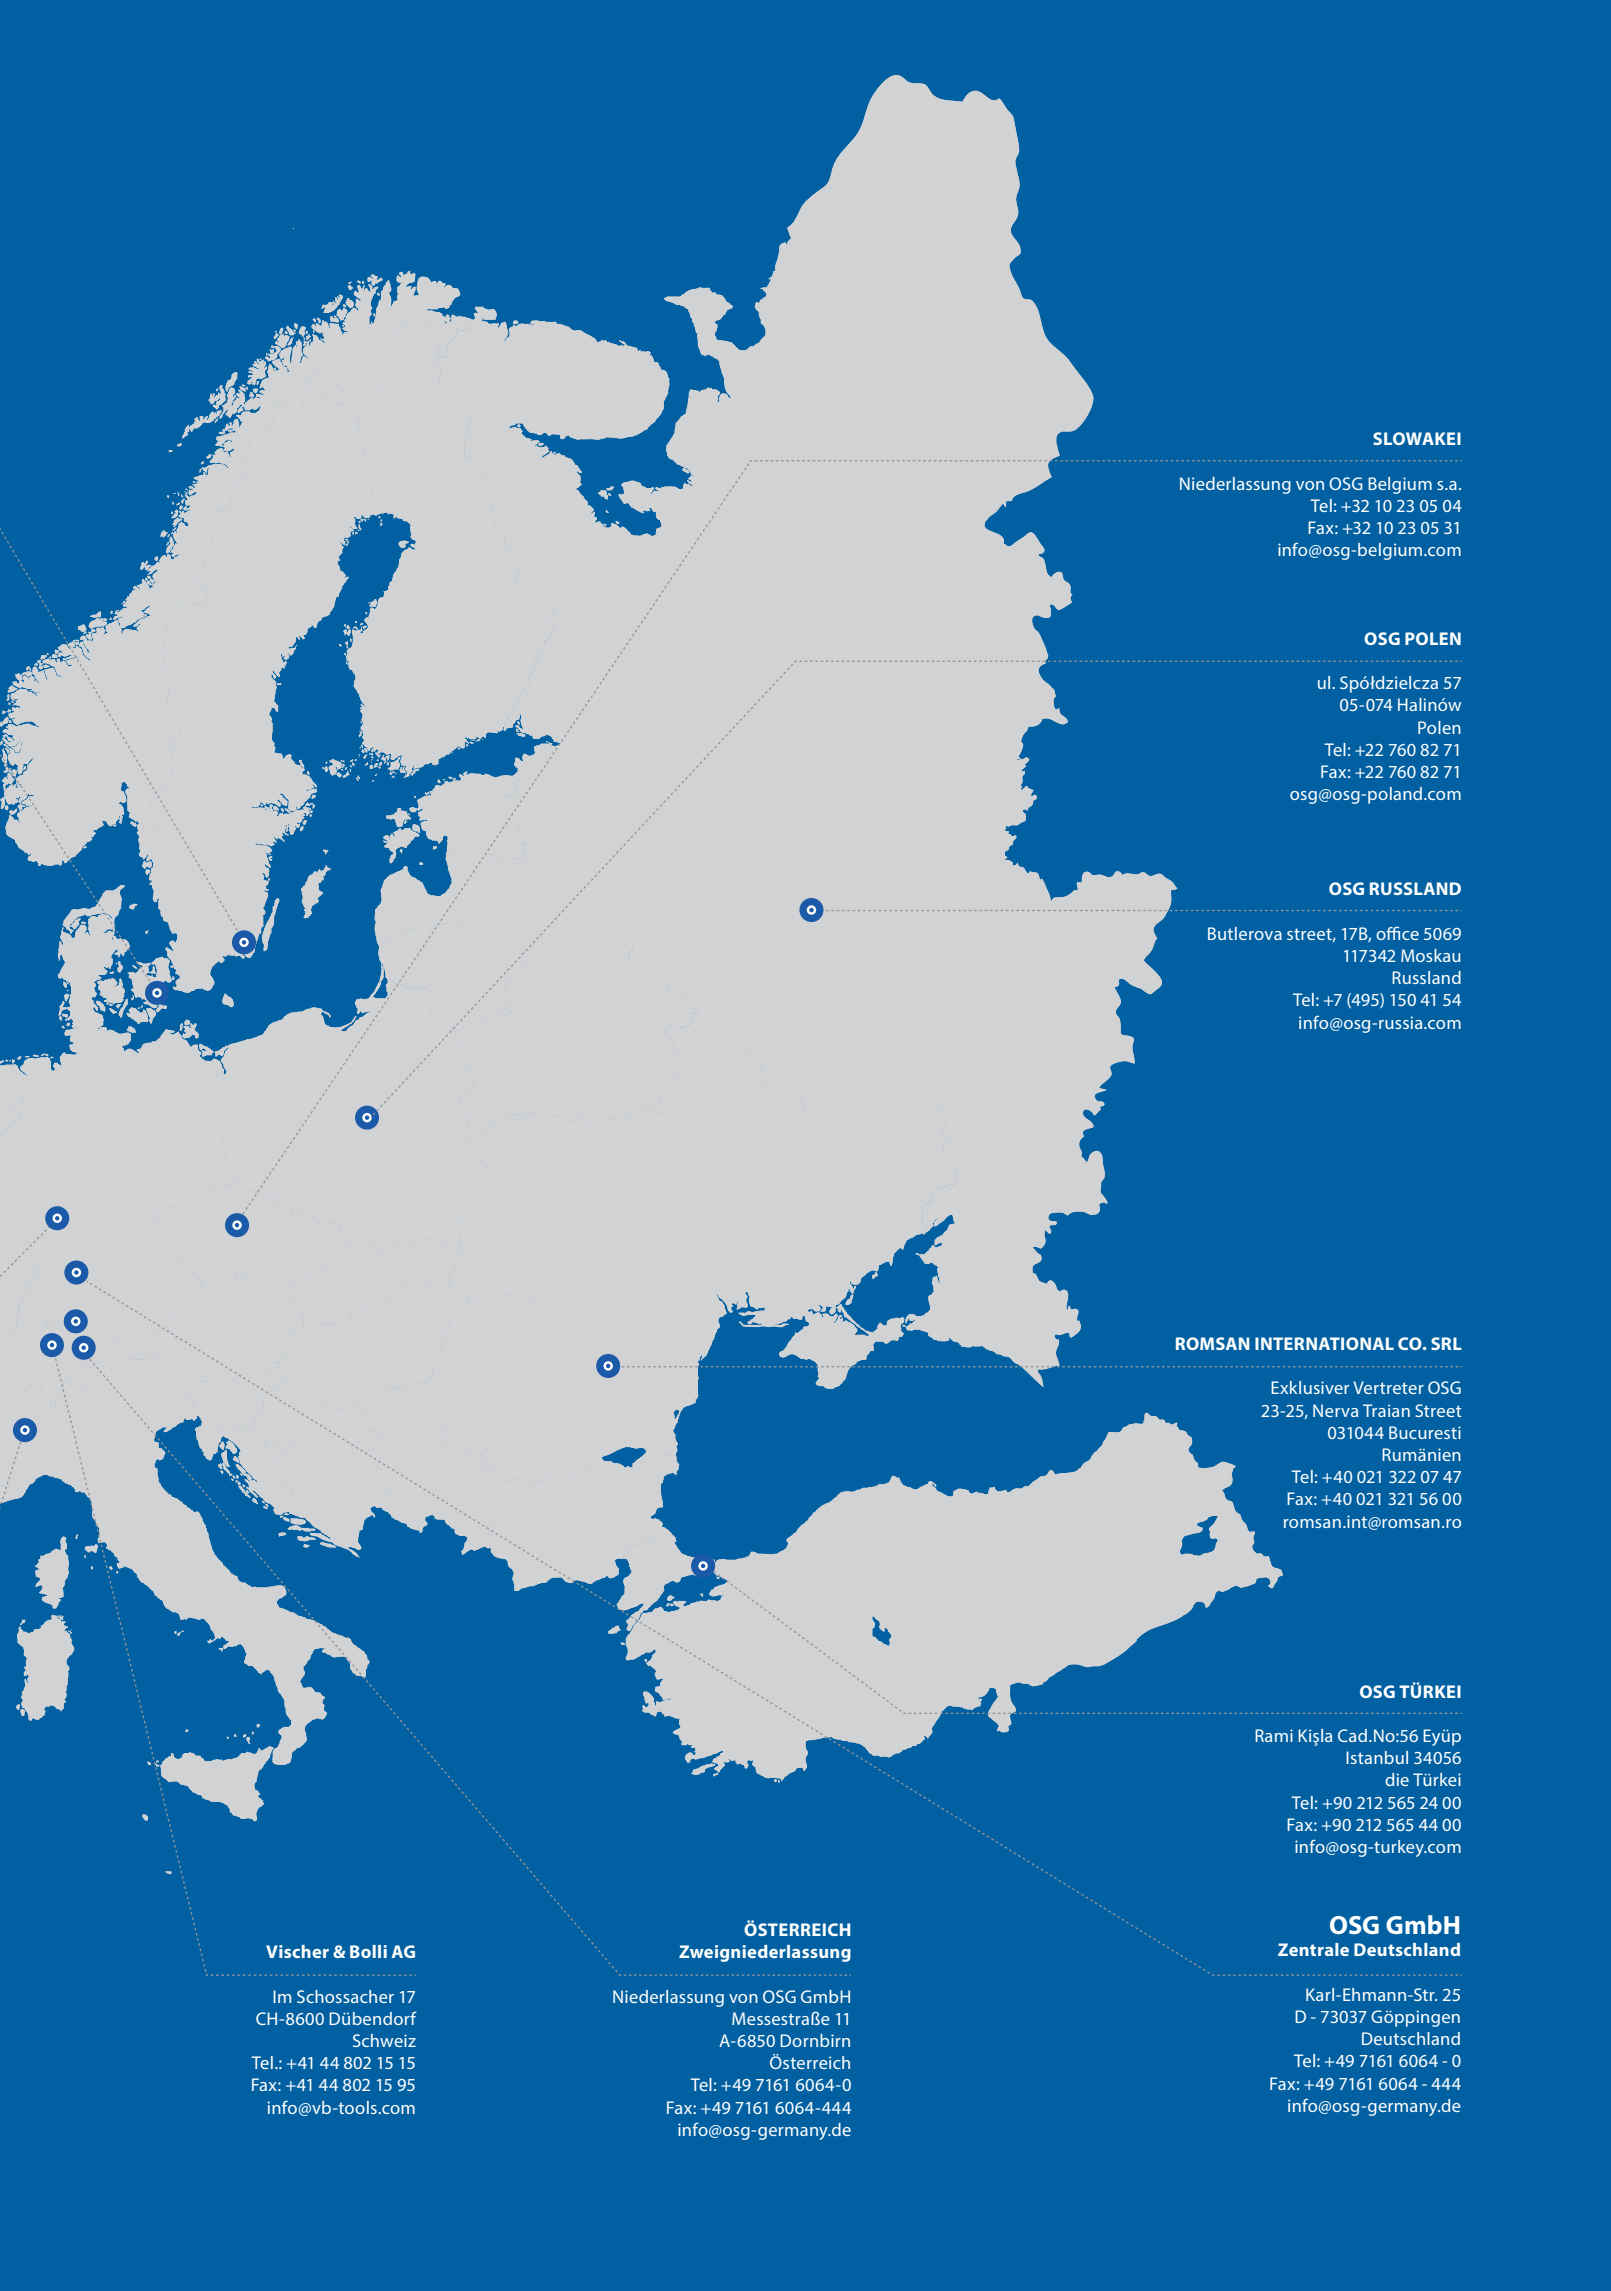 SLOWAKEI
Niederlassung von OSG Belgium s.a.
Tel: +32 10 23 05 04
Fax: +32 10 23 05 31
info@osg-belgium.com
OSG POLEN
ul. Spółdzielcza 57
05-074 Halinów
Polen
Tel: +22 760 82 71
Fax: +22 760 82 71
osg@osg-poland.com
OSG RUSSLAND
Butlerova street, 17B, office 5069
117342 Moskau
Russland
Tel: +7 (495) 150 41 54
info@osg-russia.com
ROMSAN INTERNATIONAL CO. SRL
Exklusiver Vertreter OSG
23-25, Nerva Traian Street
031044 Bucuresti
Rumänien
Tel: +40 021 322 07 47
Fax: +40 021 321 56 00
romsan.int@romsan.ro
OSG TÜRKEI
Rami Kişla Cad.No:56 Eyüp
Istanbul 34056
die Türkei
Tel: +90 212 565 24 00
Fax: +90 212 565 44 00
info@osg-turkey.com
Vischer & Bolli AG
Im Schossacher 17
CH-8600 Dübendorf
Schweiz
Tel.: +41 44 802 15 15
Fax: +41 44 802 15 95
info@vb-tools.com
ÖSTERREICH
Zweigniederlassung
Niederlassung von OSG GmbH
Messestraße 11
A-6850 Dornbirn
Österreich
Tel: +49 7161 6064-0
Fax: +49 7161 6064-444
info@osg-germany.de
OSG GmbH
Zentrale Deutschland
Karl-Ehmann-Str. 25
D - 73037 Göppingen
Deutschland
Tel: +49 7161 6064 - 0
Fax: +49 7161 6064 - 444
info@osg-germany.de